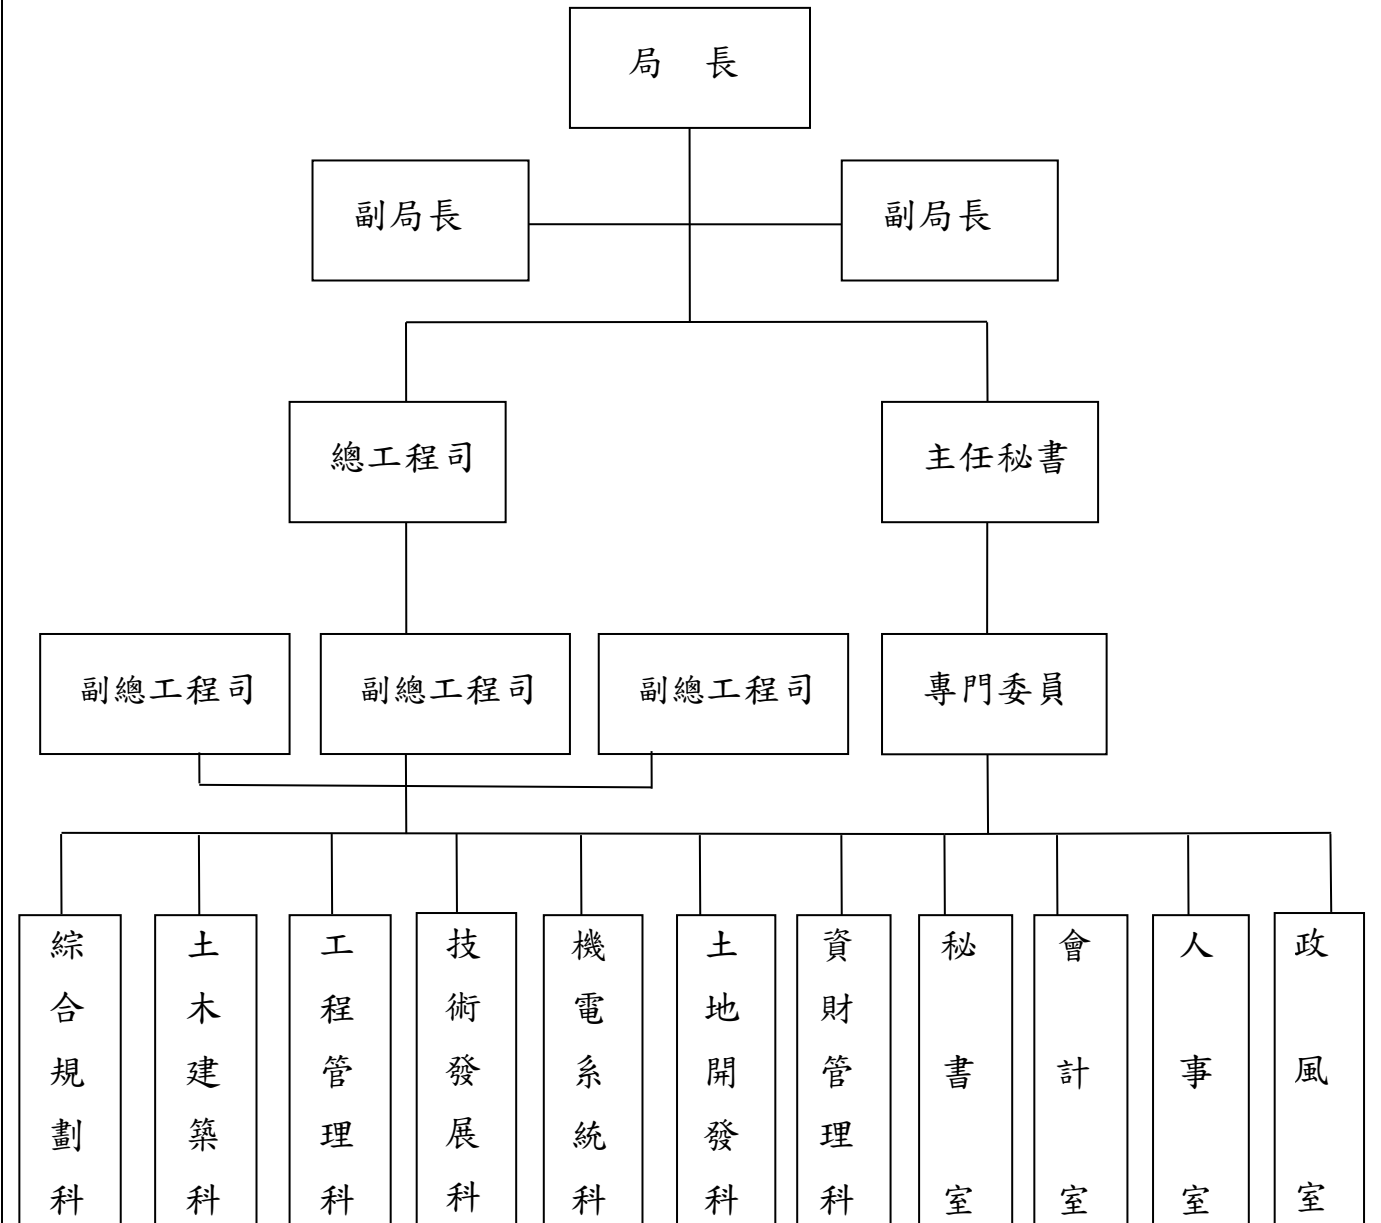 局　長
副局長
副局長
總工程司
主任秘書
副總工程司
副總工程司
副總工程司
專門委員
綜合規劃科
土木建築科
工程管理科
技術發展科
機電系統科
土地開發科
資財管理科
秘書室
會計室
人事室
政風室